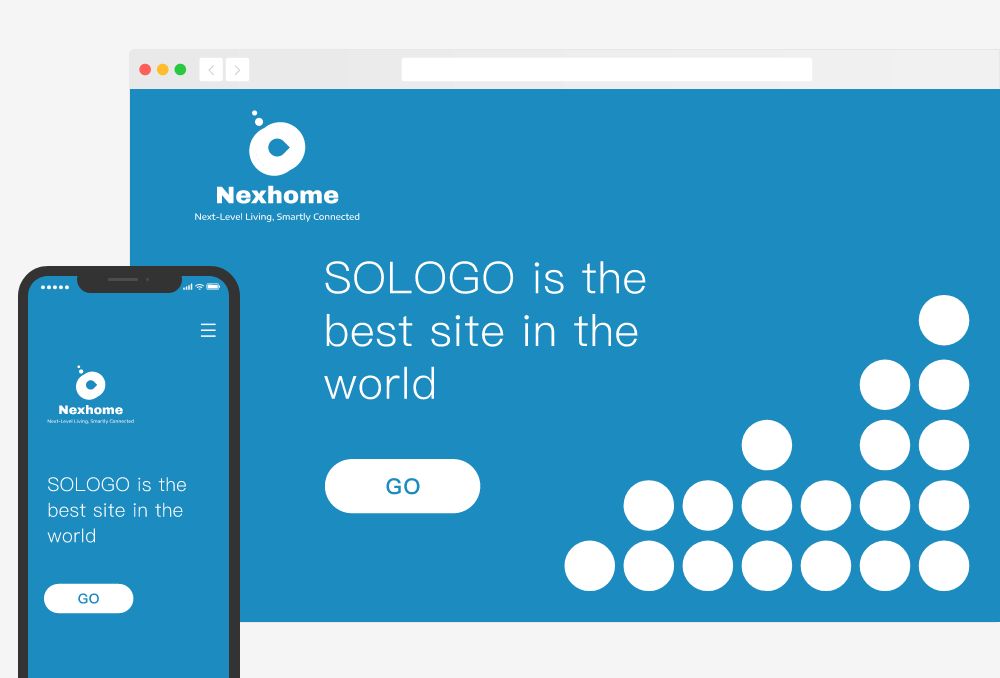 Nexhome
Next-Level Living, Smartly Connected
SOLOGO is the
best site in the
world
GO
Nexhome
Next-Level Living, Smartly Connected
SOLOGO is the
best site in the
world
GO